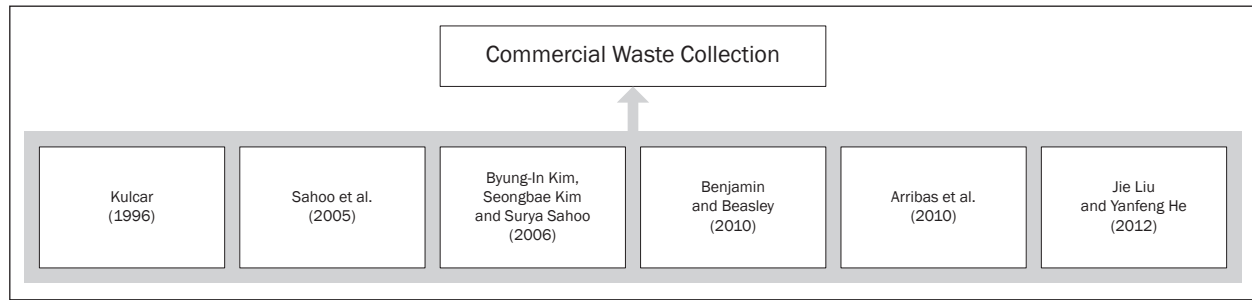 Commercial Waste Collection
Kulcar
(1996)
Sahoo et al.
(2005)
Byung-In Kim,
Seongbae Kim
and Surya Sahoo
(2006)
Benjamin
and Beasley
(2010)
Arribas et al.
(2010)
Jie Liu
and Yanfeng He
(2012)